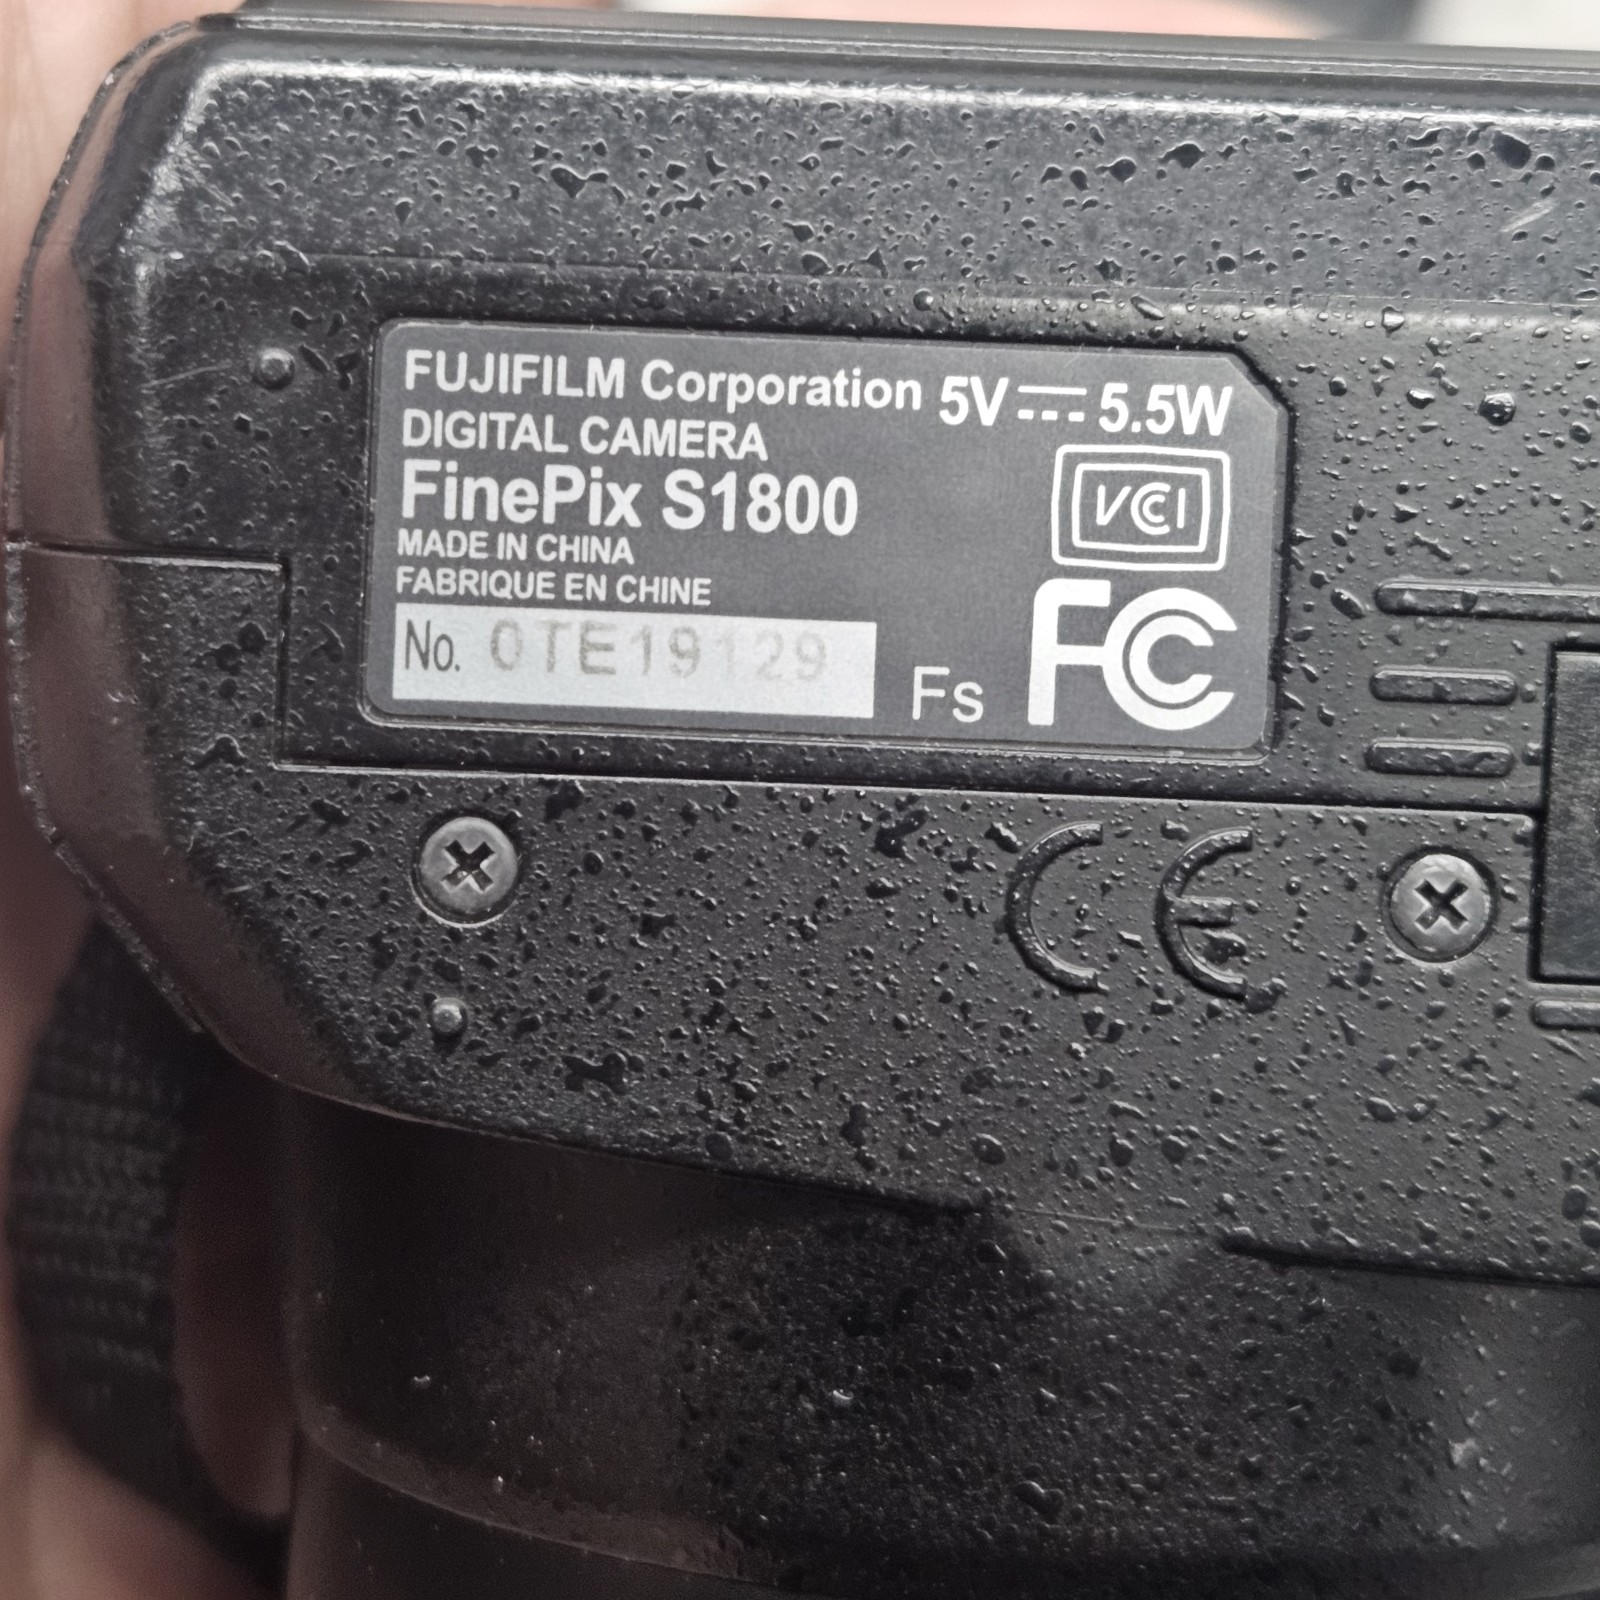 FUJIFILM Corporation 5V 5.5W
DIGITAL CAMERA
FinePix S1800
VCCI
MADE IN CHINA
FABRIQUE EN CHINE
No. 0TE19129
Fs
FC
CE